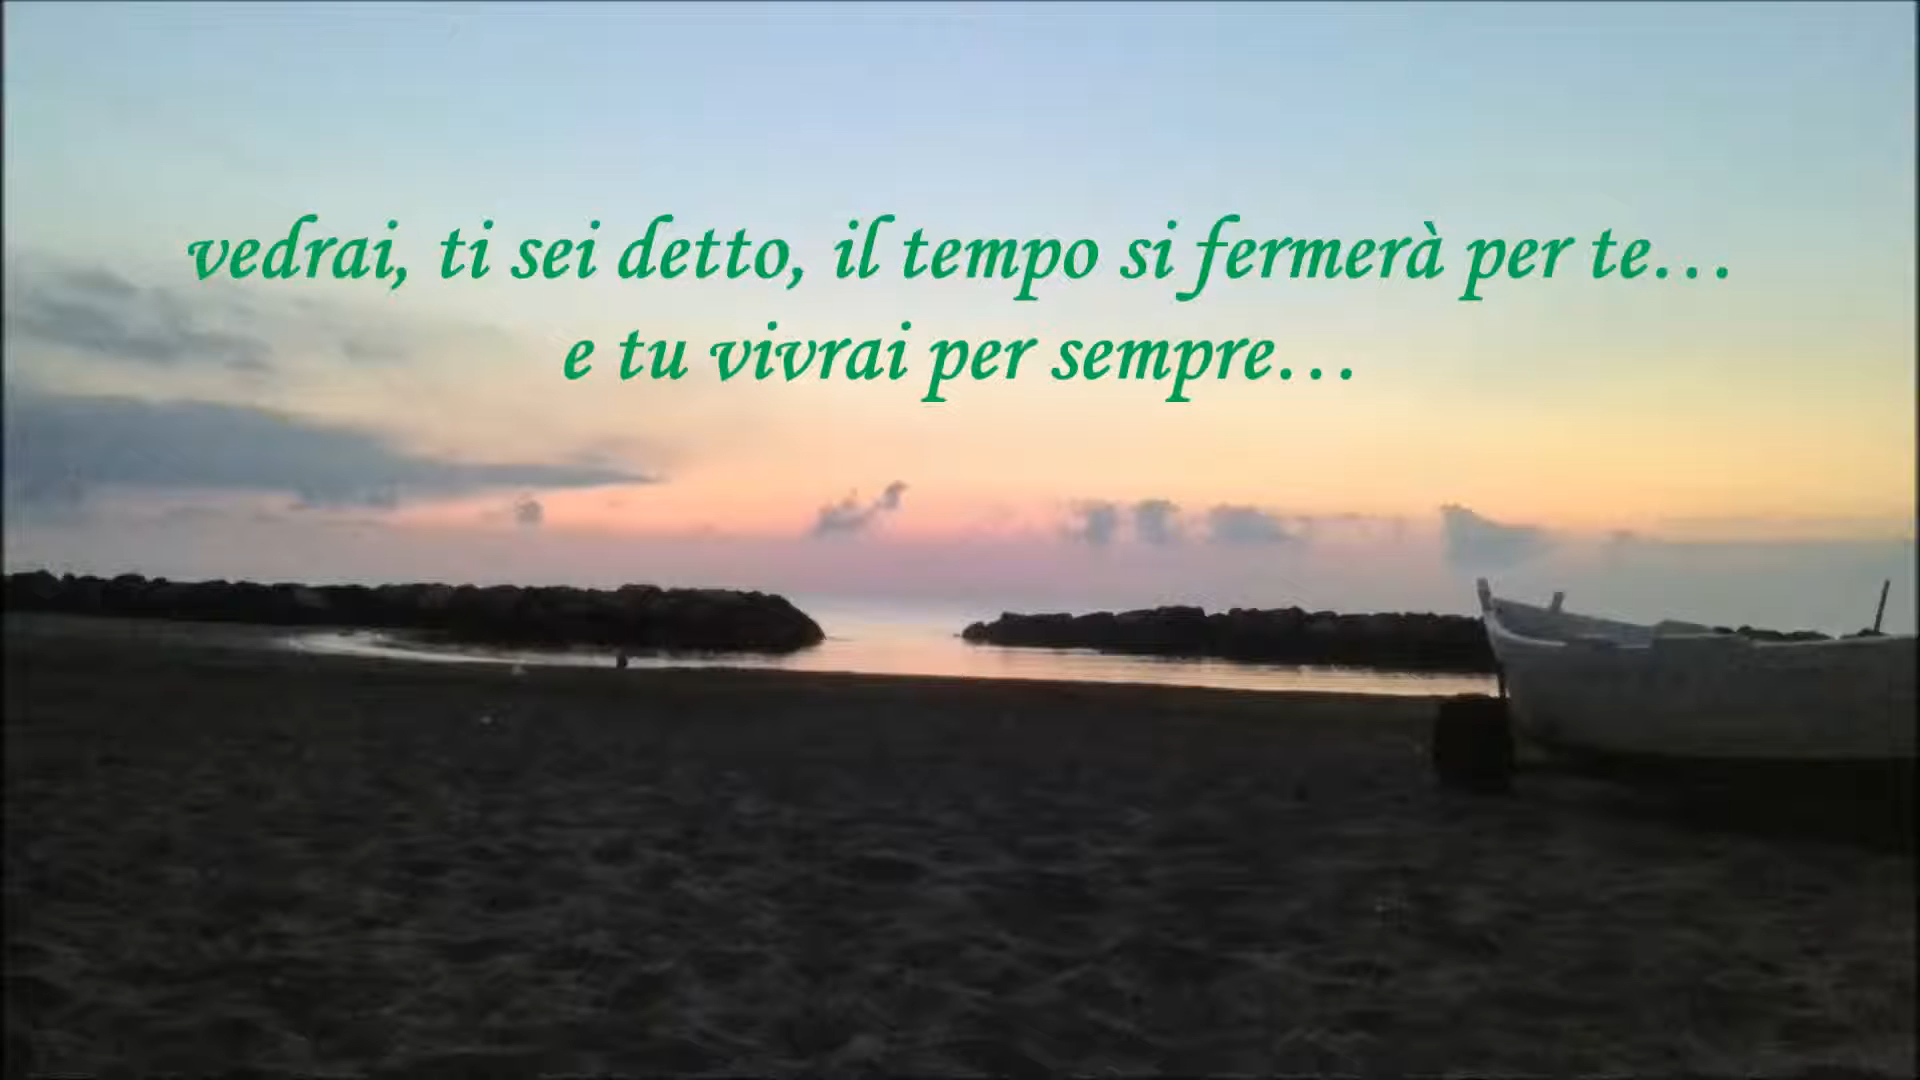 vedrai, ti sei detto, il tempo si fermerà per te...
e tu vivrai per sempre...